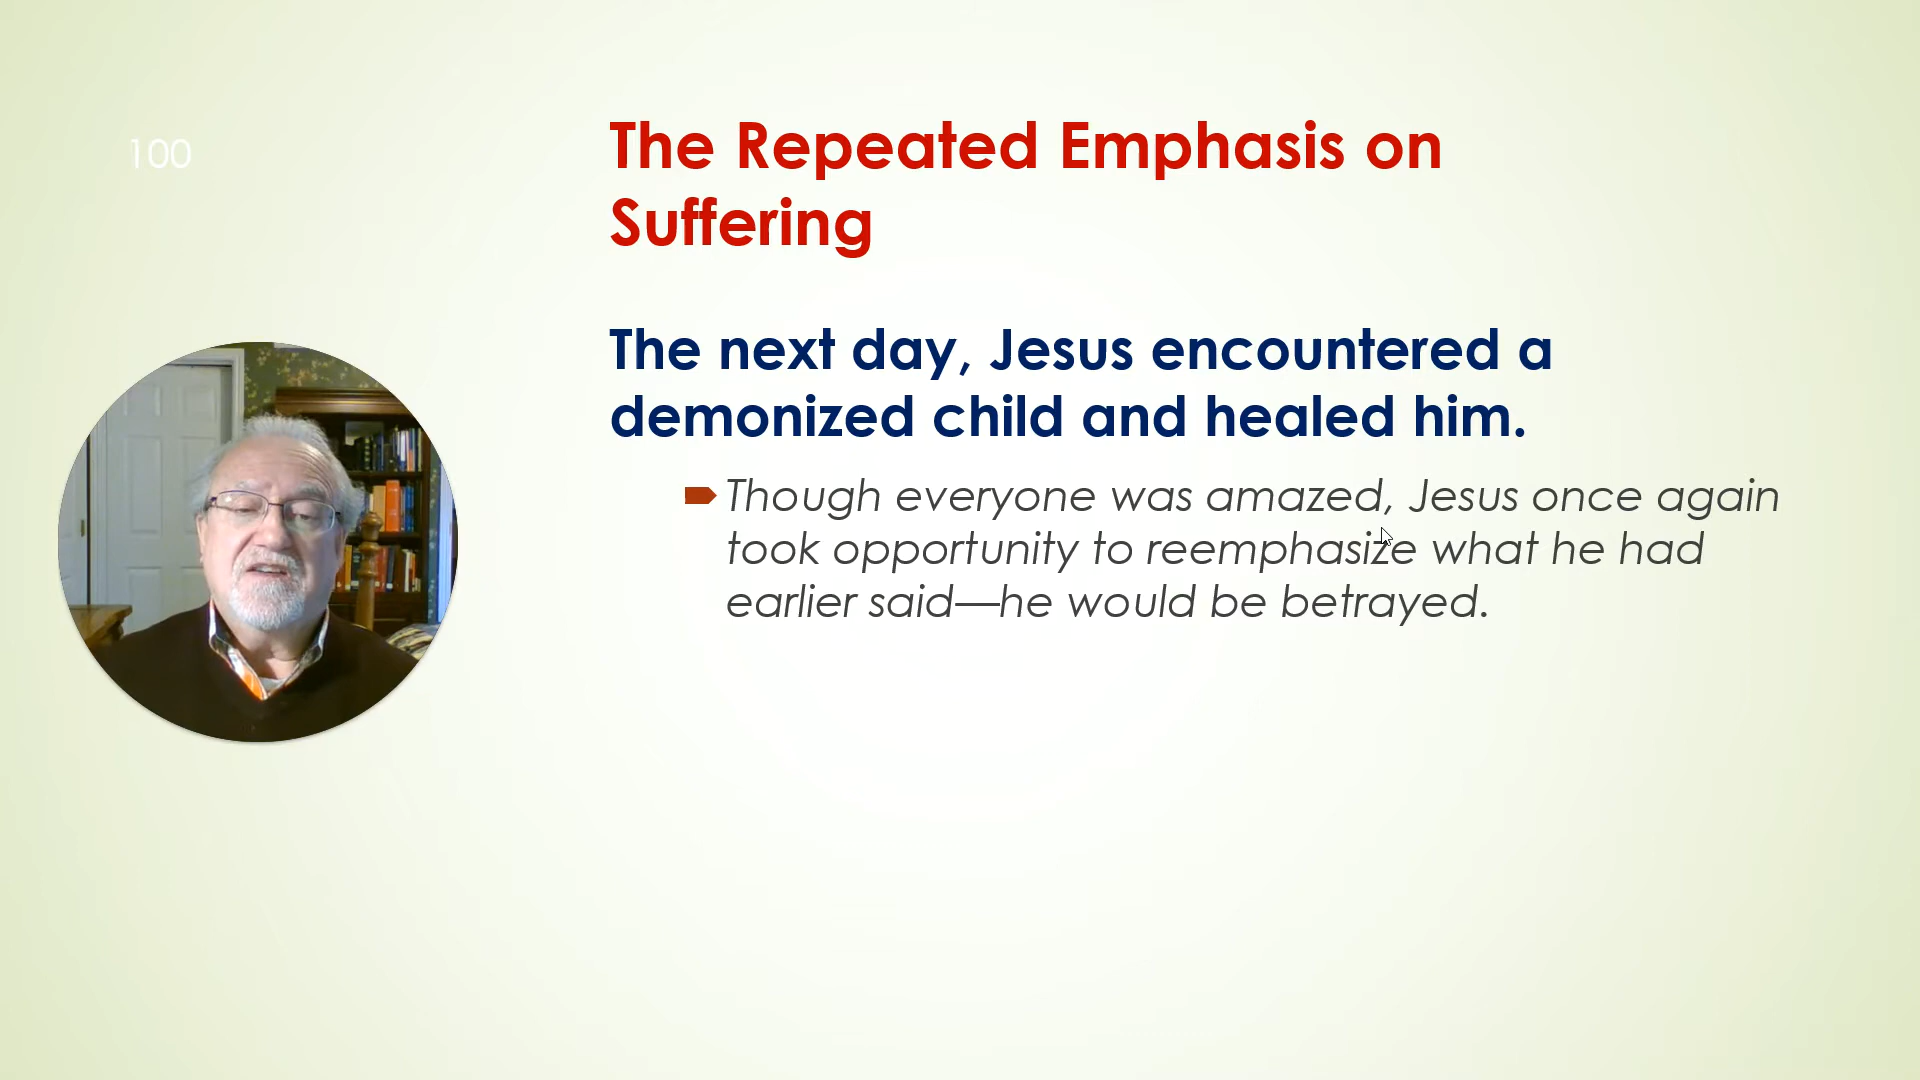 100
The Repeated Emphasis on
Suffering
The next day, Jesus encountered a
demonized child and healed him.
Though everyone was amazed, Jesus once again
took opportunity to reemphasize what he had
earlier said—he would be betrayed.